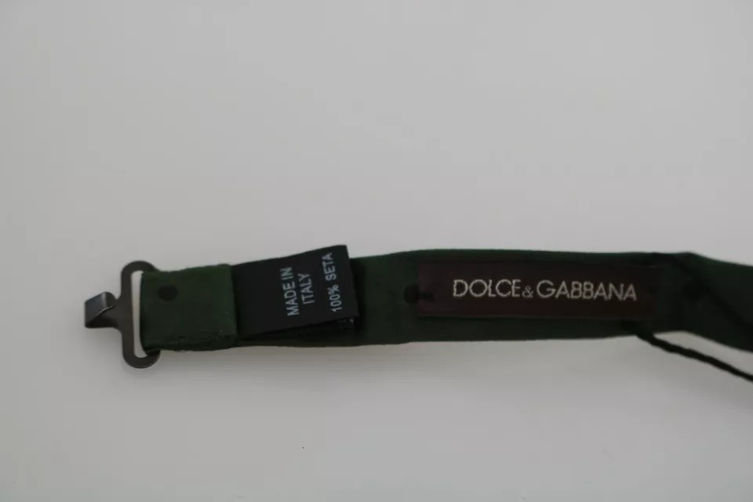 MADE IN
ITALY
100% SETA
DOLCE & GABBANA